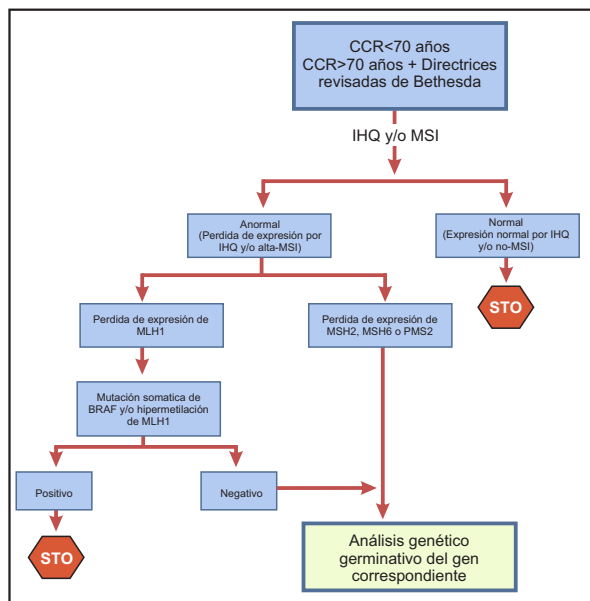 CCR<70 años
CCR>70 años + Directrices
revisadas de Bethesda
IHQ y/o MSI
Anormal
(Perdida de expresión por
IHQ y/o alta-MSI)
Normal
(Expresión normal por IHQ
y/o no-MSI)
STO
Perdida de expresión de
MLH1
Perdida de expresión de
MSH2, MSH6 o PMS2
Mutación somatica de
BRAF y/o hipermetilación
de MLH1
Positivo
Negativo
STO
Análisis genético
germinativo del gen
correspondiente